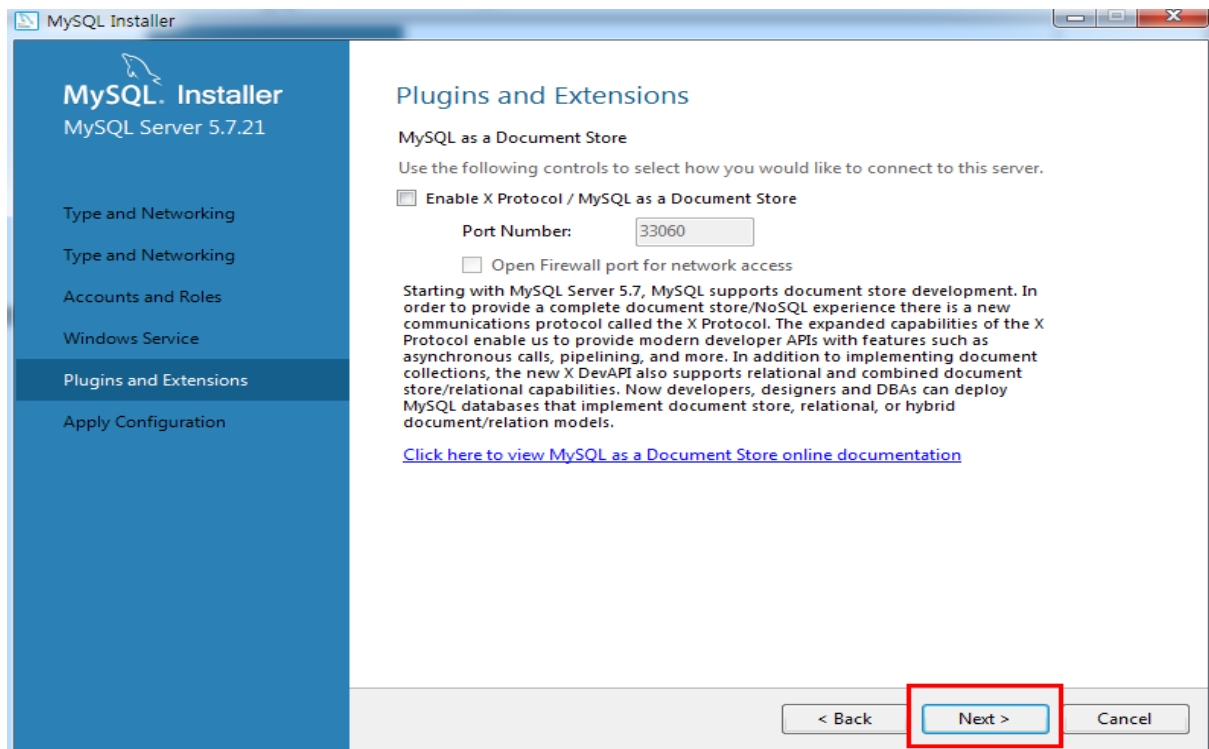 MySQL Installer
MySQL. Installer
MySQL Server 5.7.21
Type and Networking
Type and Networking
Accounts and Roles
Windows Service
Plugins and Extensions
Apply Configuration
Plugins and Extensions
MySQL as a Document Store
Use the following controls to select how you would like to connect to this server.
Enable X Protocol / MySQL as a Document Store
Port Number: 33060
Open Firewall port for network access
Starting with MySQL Server 5.7, MySQL supports document store development. In
order to provide a complete document store/NoSQL experience there is a new
communications protocol called the X Protocol. The expanded capabilities of the X
Protocol enable us to provide modern developer APIs with features such as
asynchronous calls, pipelining, and more. In addition to implementing document
collections, the new X DevAPI also supports relational and combined document
store/relational capabilities. Now developers, designers and DBAs can deploy
MySQL databases that implement document store, relational, or hybrid
document/relation models.
Click here to view MySQL as a Document Store online documentation
< Back Next > Cancel